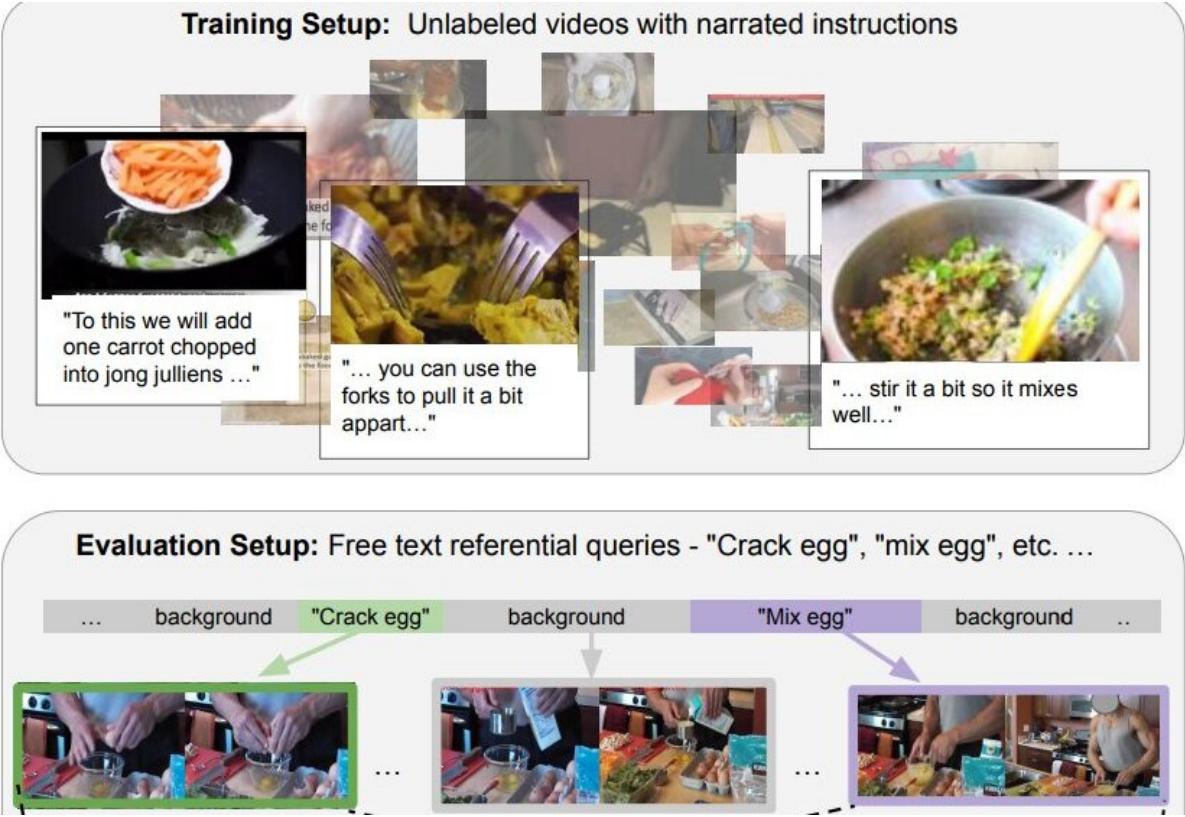 Training Setup: Unlabeled videos with narrated instructions
"To this we will add
one carrot chopped
into jong julliens ..."
"... you can use the
forks to pull it a bit
appart..."
"... stir it a bit so it mixes
well..."
Evaluation Setup: Free text referential queries - "Crack egg", "mix egg", etc. ...
... background "Crack egg" background "Mix egg" background ..
... ...